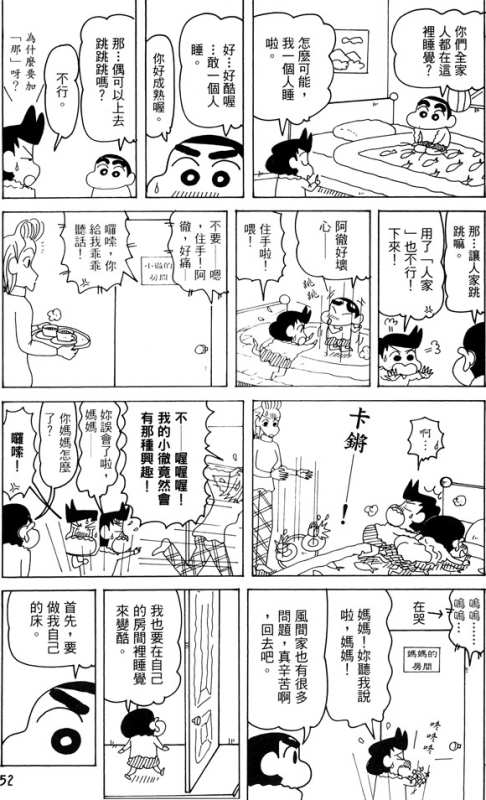 你們全家
人都在這
裡睡覺？
怎麼可能，
我一個人睡
啦。
好…好酷喔
…敢一個人
睡。
你好成熟喔。
那…偶可以上去
跳跳跳嗎？
不行。
為什麼要加
「那」呀？
那…讓人家跳
跳嘛。
用了「人家
」也不行！
下來！
阿徹好壞
心——
跳
跳
住手啦！
喂！
不要——嗯
，住手！阿
徹，好痛——
囉嗦，你
給我乖乖
聽話！
小徹的
房間
啊…
卡鏘——！
不——喔喔喔！
我的小徹竟然會
有那種興趣！
妳誤會了啦，
媽媽——
你媽媽怎麼
了？
囉嗦！
嗚嗚……
嗚嗚…
在哭→
媽媽的
房間
媽媽！妳聽我說
啦，媽媽！
咚
咚
咚
風間家也有很多
問題，真辛苦啊
，回去吧。
我也要在自己
的房間裡睡覺
來變酷。
首先，要
做我自己
的床。
52